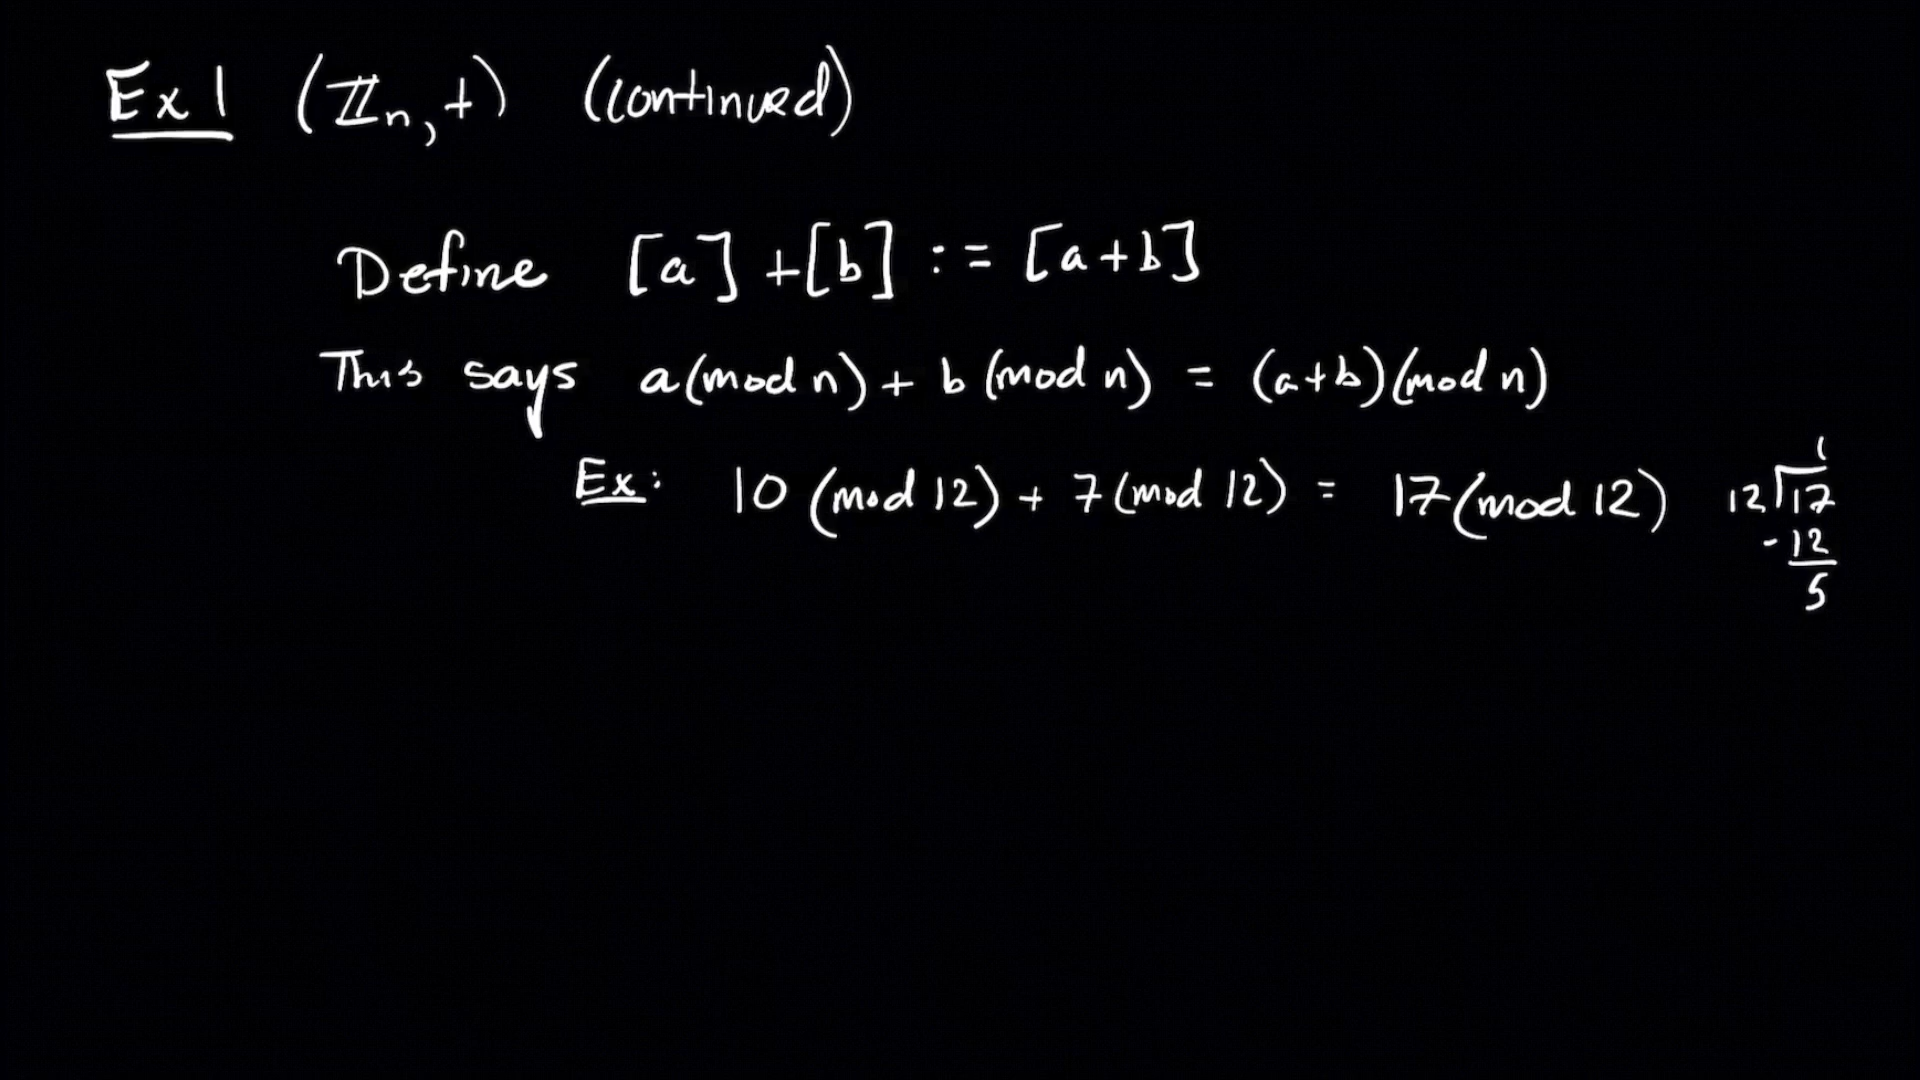 Ex 1 (ℤn, +) (continued)
Define [a] + [b] := [a+b]
This says a (mod n) + b (mod n) = (a+b) (mod n)
Ex: 10 (mod 12) + 7 (mod 12) = 17 (mod 12)
1
12⟌17
-12
5